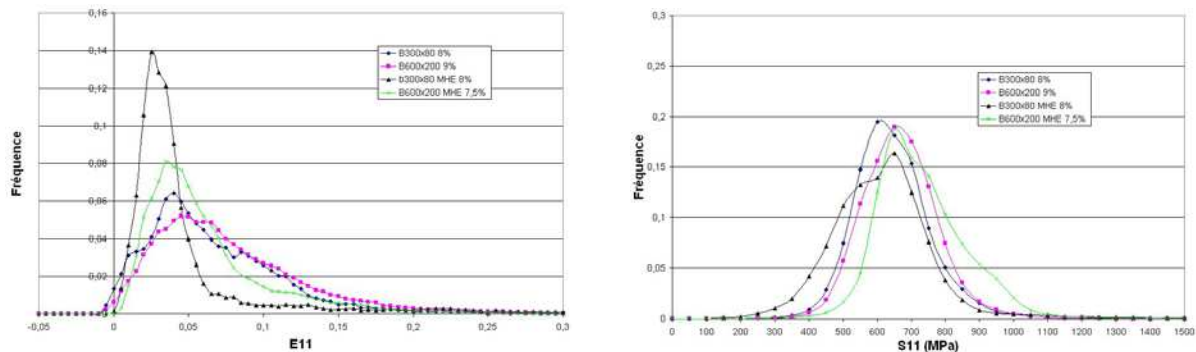 0,16
0,14
0,12
0,1
0,08
0,06
0,04
0,02
0
Fréquence
-0,05 0 0,05 0,1 0,15 0,2 0,25 0,3
E11
B300x80 8%
B600x200 9%
b300x80 MHE 8%
B600x200 MHE 7,5%
0,3
0,25
0,2
0,15
0,1
0,05
0
Fréquence
0 100 200 300 400 500 600 700 800 900 1000 1100 1200 1300 1400 1500
S11 (MPa)
B300x80 8%
B600x200 9%
B300x80 MHE 8%
B600x200 MHE 7,5%